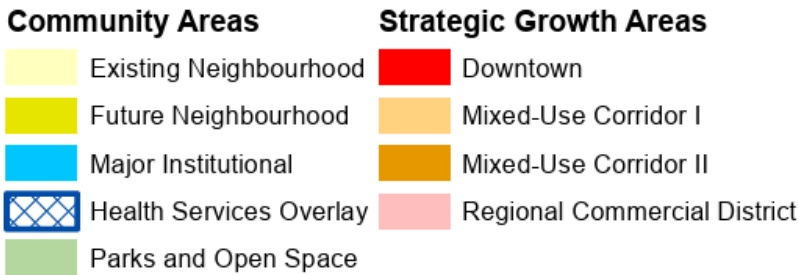 Community Areas
Existing Neighbourhood
Future Neighbourhood
Major Institutional
Health Services Overlay
Parks and Open Space
Strategic Growth Areas
Downtown
Mixed-Use Corridor I
Mixed-Use Corridor II
Regional Commercial District